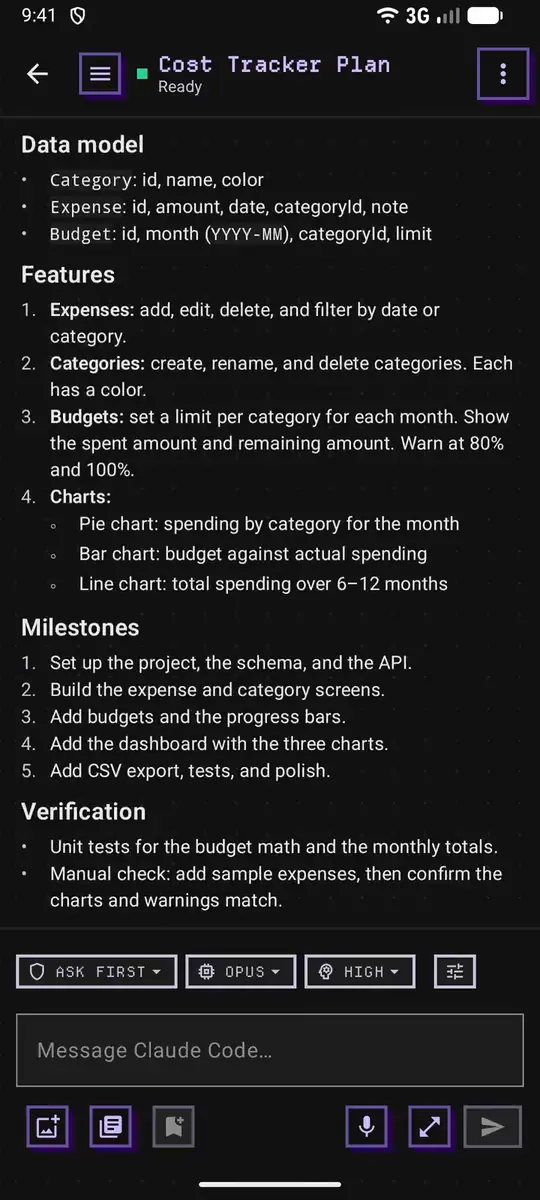 9:41 3G
Cost Tracker Plan
Ready
Data model
• Category: id, name, color
• Expense: id, amount, date, categoryId, note
• Budget: id, month (YYYY-MM), categoryId, limit
Features
1. Expenses: add, edit, delete, and filter by date or
category.
2. Categories: create, rename, and delete categories. Each
has a color.
3. Budgets: set a limit per category for each month. Show
the spent amount and remaining amount. Warn at 80%
and 100%.
4. Charts:
◦ Pie chart: spending by category for the month
◦ Bar chart: budget against actual spending
◦ Line chart: total spending over 6–12 months
Milestones
1. Set up the project, the schema, and the API.
2. Build the expense and category screens.
3. Add budgets and the progress bars.
4. Add the dashboard with the three charts.
5. Add CSV export, tests, and polish.
Verification
• Unit tests for the budget math and the monthly totals.
• Manual check: add sample expenses, then confirm the
charts and warnings match.
ASK FIRST OPUS HIGH
Message Claude Code…